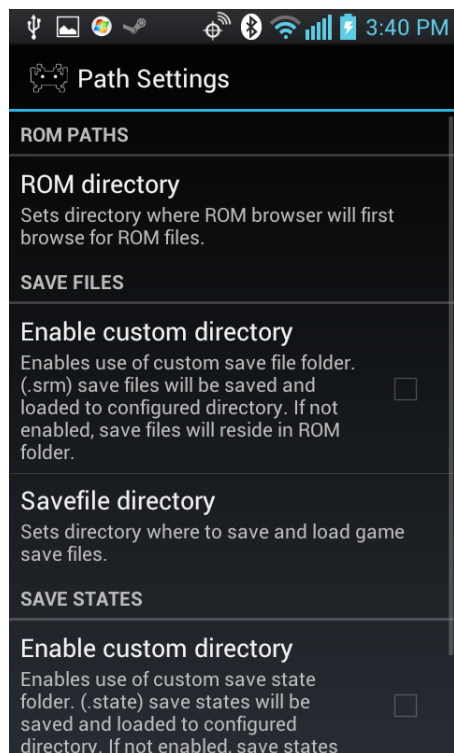 3:40 PM
Path Settings
ROM PATHS
ROM directory
Sets directory where ROM browser will first
browse for ROM files.
SAVE FILES
Enable custom directory
Enables use of custom save file folder.
(.srm) save files will be saved and
loaded to configured directory. If not
enabled, save files will reside in ROM
folder.
Savefile directory
Sets directory where to save and load game
save files.
SAVE STATES
Enable custom directory
Enables use of custom save state
folder. (.state) save states will be
saved and loaded to configured
directory. If not enabled, save states